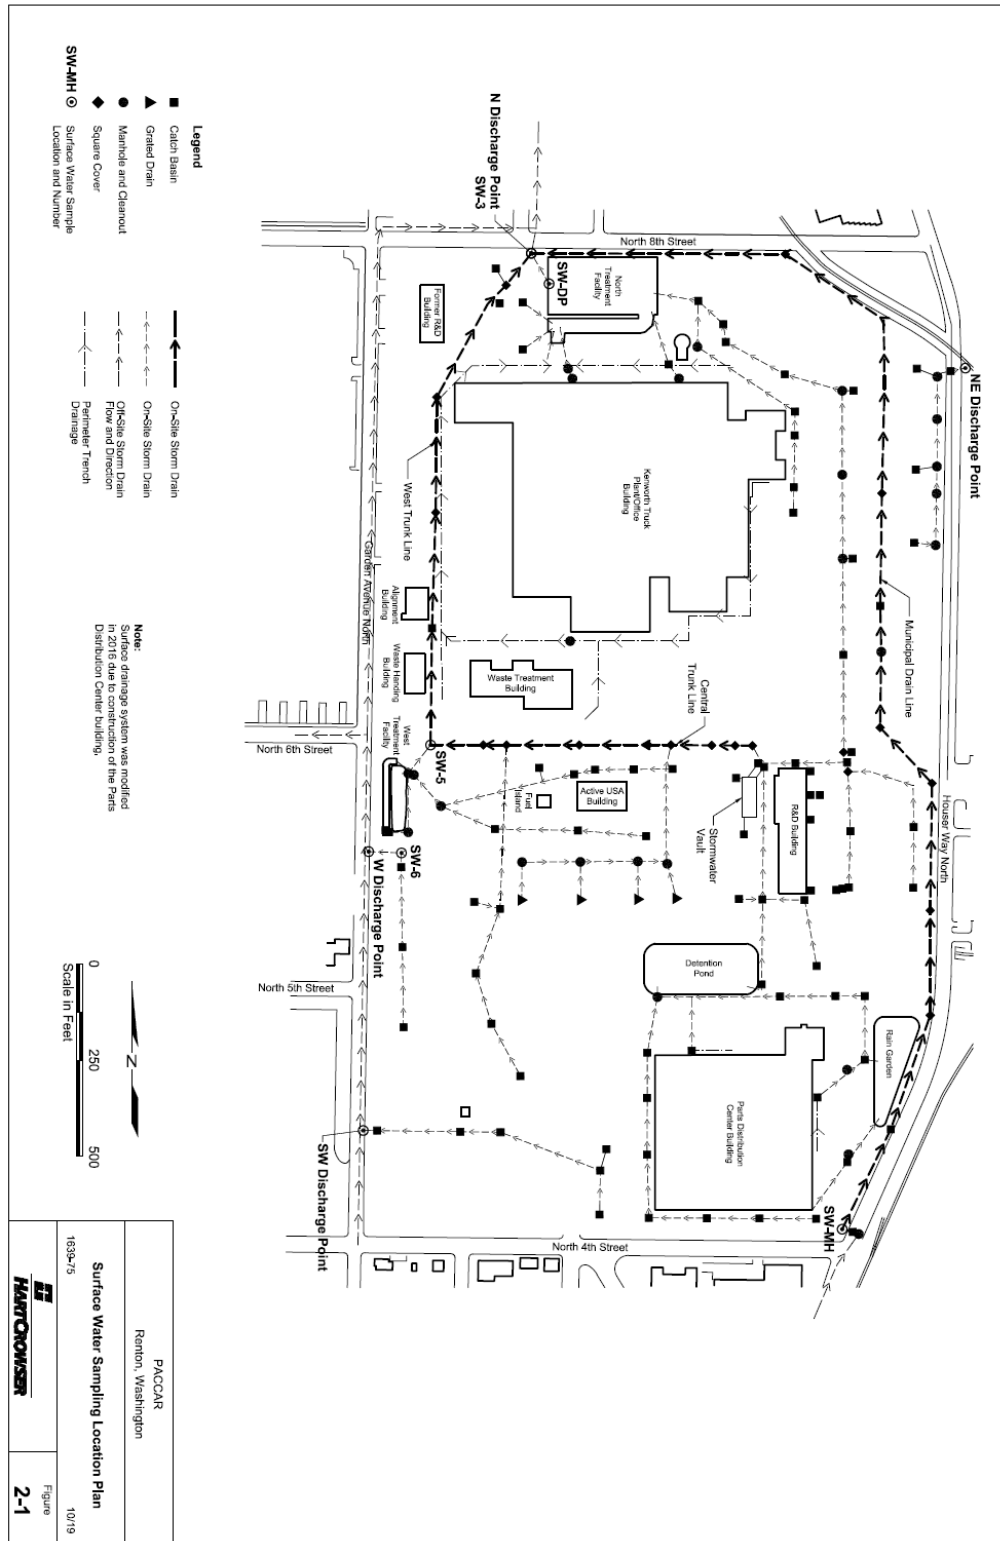 North 8th Street
N Discharge Point
SW-3
SW-DP
North
Treatment
Facility
Former R&D
Building
NE Discharge Point
Kenworth Truck
Plant/Office
Building
West Trunk Line
Garden Avenue North
Alignment
Building
Waste Handling
Building
Waste Treatment
Building
Central
Trunk Line
Municipal Drain Line
North 6th Street
West
Treatment
Facility
SW-5
SW-6
W Discharge Point
Fuel
Island
Active USA
Building
Stormwater
Vault
R&D Building
Houser Way North
North 5th Street
Detention
Pond
Rain Garden
Parts Distribution
Center Building
SW Discharge Point
SW-MH
North 4th Street
Legend
Catch Basin
Grated Drain
Manhole and Cleanout
Square Cover
SW-MH
Surface Water Sample
Location and Number
On-Site Storm Drain
On-Site Storm Drain
Off-Site Storm Drain
Flow and Direction
Perimeter Trench
Drainage
Note:
Surface drainage system was modified
in 2016 due to construction of the Parts
Distribution Center building.
N
0 250 500
Scale in Feet
PACCAR
Renton, Washington
Surface Water Sampling Location Plan
1639-75 10/19
HARTCROWSER
Figure
2-1